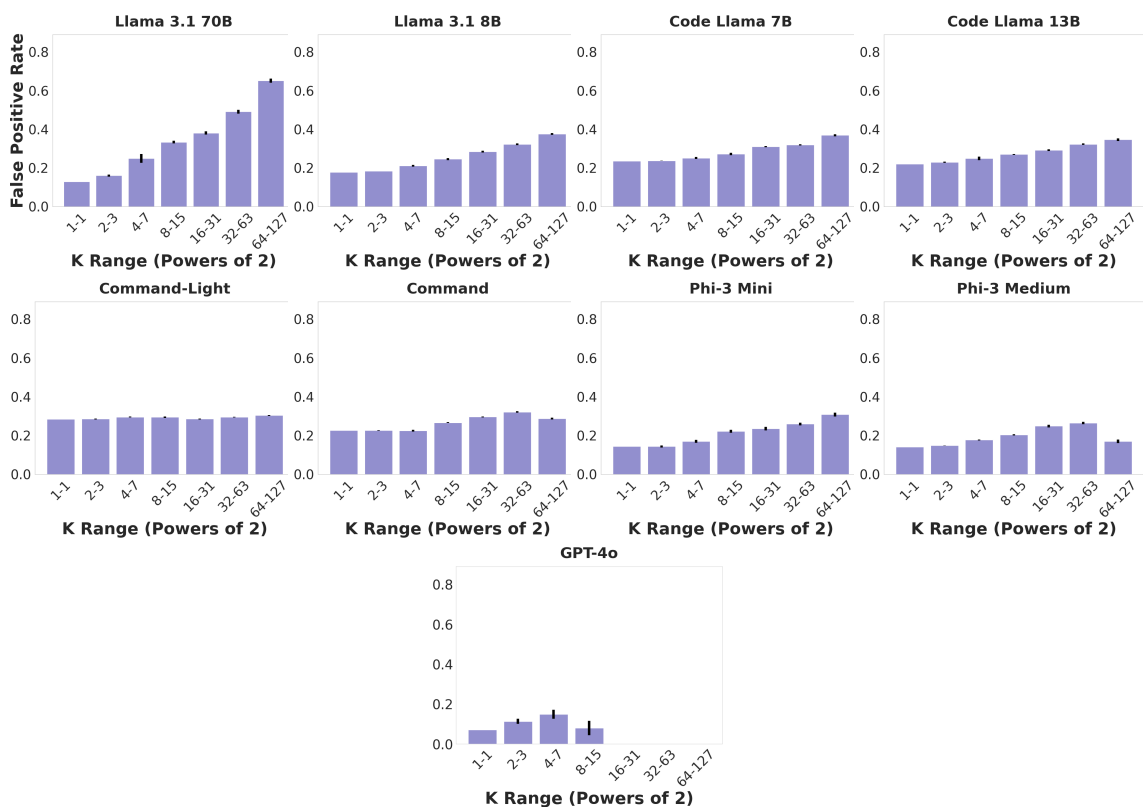 Llama 3.1 70B
Llama 3.1 8B
Code Llama 7B
Code Llama 13B
False Positive Rate
0.8
0.6
0.4
0.2
0.0
0.8
0.6
0.4
0.2
0.0
0.8
0.6
0.4
0.2
0.0
0.8
0.6
0.4
0.2
0.0
1-1 2-3 4-7 8-15 16-31 32-63 64-127
1-1 2-3 4-7 8-15 16-31 32-63 64-127
1-1 2-3 4-7 8-15 16-31 32-63 64-127
1-1 2-3 4-7 8-15 16-31 32-63 64-127
K Range (Powers of 2)
K Range (Powers of 2)
K Range (Powers of 2)
K Range (Powers of 2)
Command-Light
Command
Phi-3 Mini
Phi-3 Medium
0.8
0.6
0.4
0.2
0.0
0.8
0.6
0.4
0.2
0.0
0.8
0.6
0.4
0.2
0.0
0.8
0.6
0.4
0.2
0.0
1-1 2-3 4-7 8-15 16-31 32-63 64-127
1-1 2-3 4-7 8-15 16-31 32-63 64-127
1-1 2-3 4-7 8-15 16-31 32-63 64-127
1-1 2-3 4-7 8-15 16-31 32-63 64-127
K Range (Powers of 2)
K Range (Powers of 2)
K Range (Powers of 2)
K Range (Powers of 2)
GPT-4o
0.8
0.6
0.4
0.2
0.0
1-1 2-3 4-7 8-15 16-31 32-63 64-127
K Range (Powers of 2)